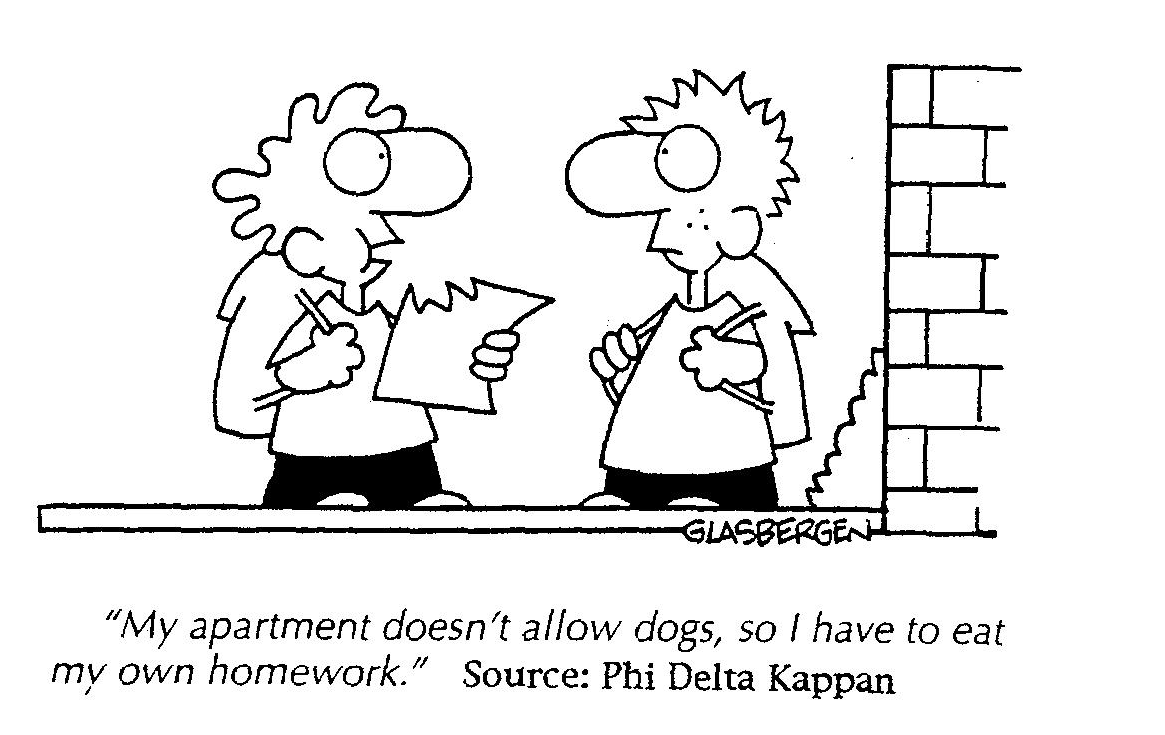 GLASBERGEN
“My apartment doesn’t allow dogs, so I have to eat
my own homework.” Source: Phi Delta Kappan